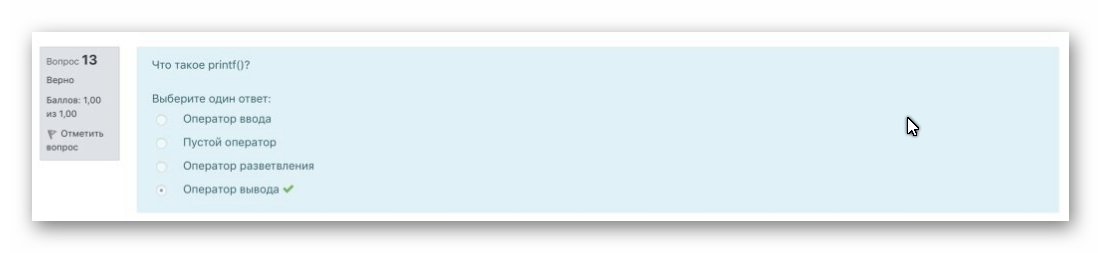 Вопрос 13
Верно
Баллов: 1,00
из 1,00
Отметить
вопрос
Что такое printf()?
Выберите один ответ:
Оператор ввода
Пустой оператор
Оператор разветвления
Оператор вывода